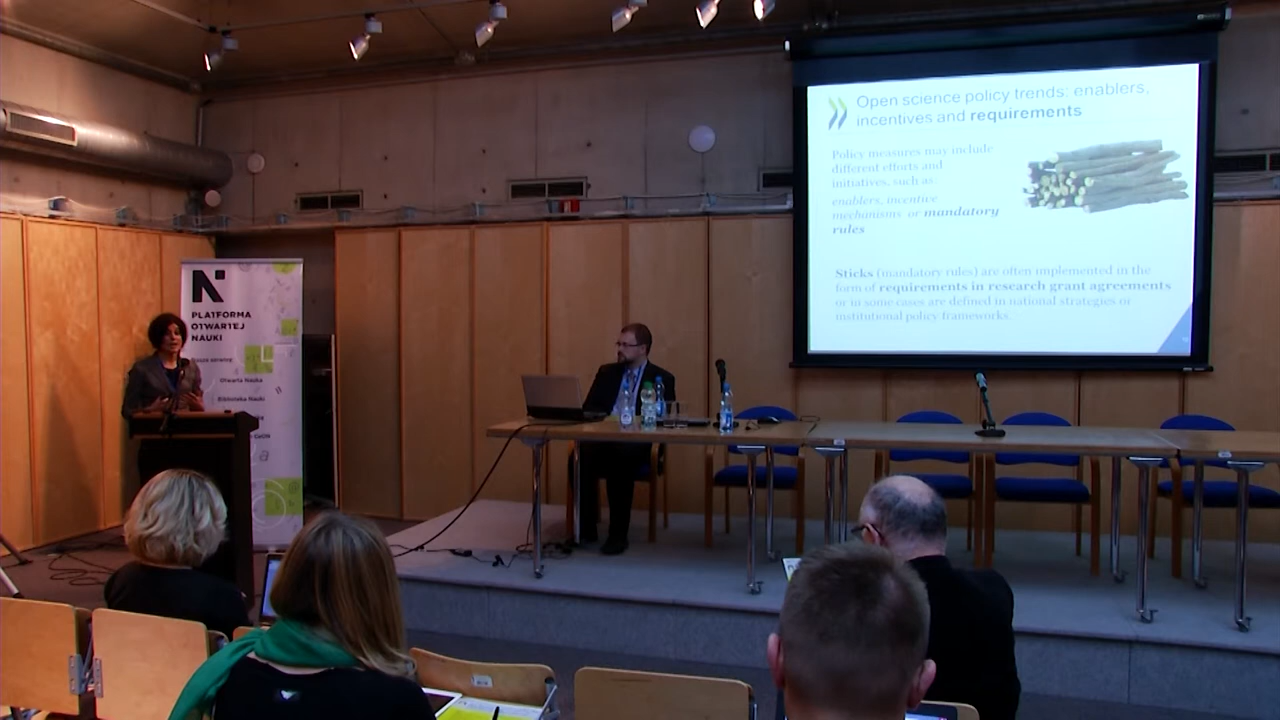 Open science policy trends: enablers,
incentives and requirements
Policy measures may include
different efforts and
initiatives, such as:
enablers, incentive
mechanisms or mandatory
rules
Sticks (mandatory rules) are often implemented in the
form of requirements in research grant agreements
or in some cases are defined in national strategies or
institutional policy frameworks.
N
PLATFORMA
OTWARTEJ
NAUKI
Nasze serwisy
Otwarta Nauka
Biblioteka Nauki
CeON